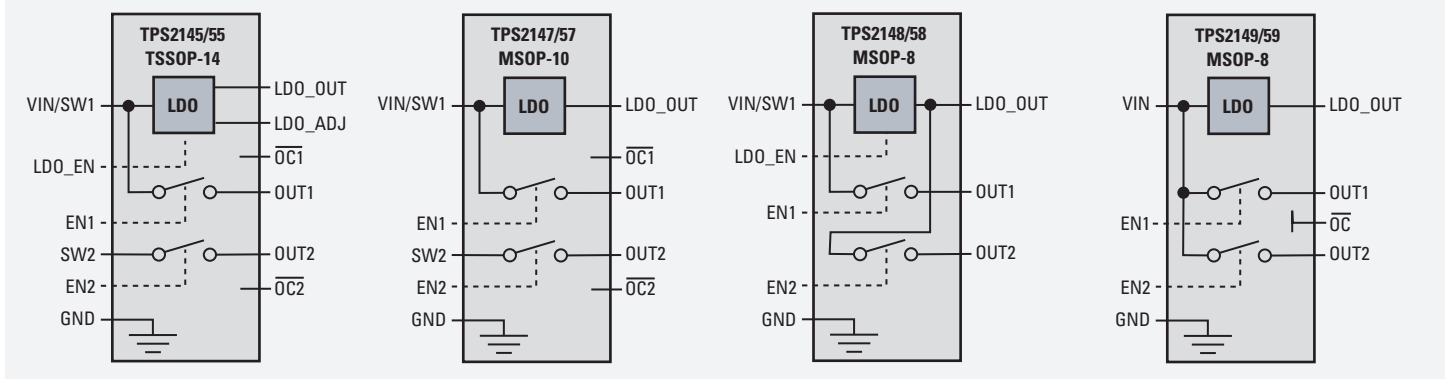 TPS2145/55
TSSOP-14
LDO
VIN/SW1
LDO_OUT
LDO_ADJ
LDO_EN
OC1
OUT1
EN1
SW2
OUT2
EN2
OC2
GND
TPS2147/57
MSOP-10
LDO
VIN/SW1
LDO_OUT
OC1
OUT1
EN1
SW2
OUT2
EN2
OC2
GND
TPS2148/58
MSOP-8
LDO
VIN/SW1
LDO_OUT
LDO_EN
OUT1
EN1
OUT2
EN2
GND
TPS2149/59
MSOP-8
LDO
VIN
LDO_OUT
OUT1
EN1
OC
OUT2
EN2
GND